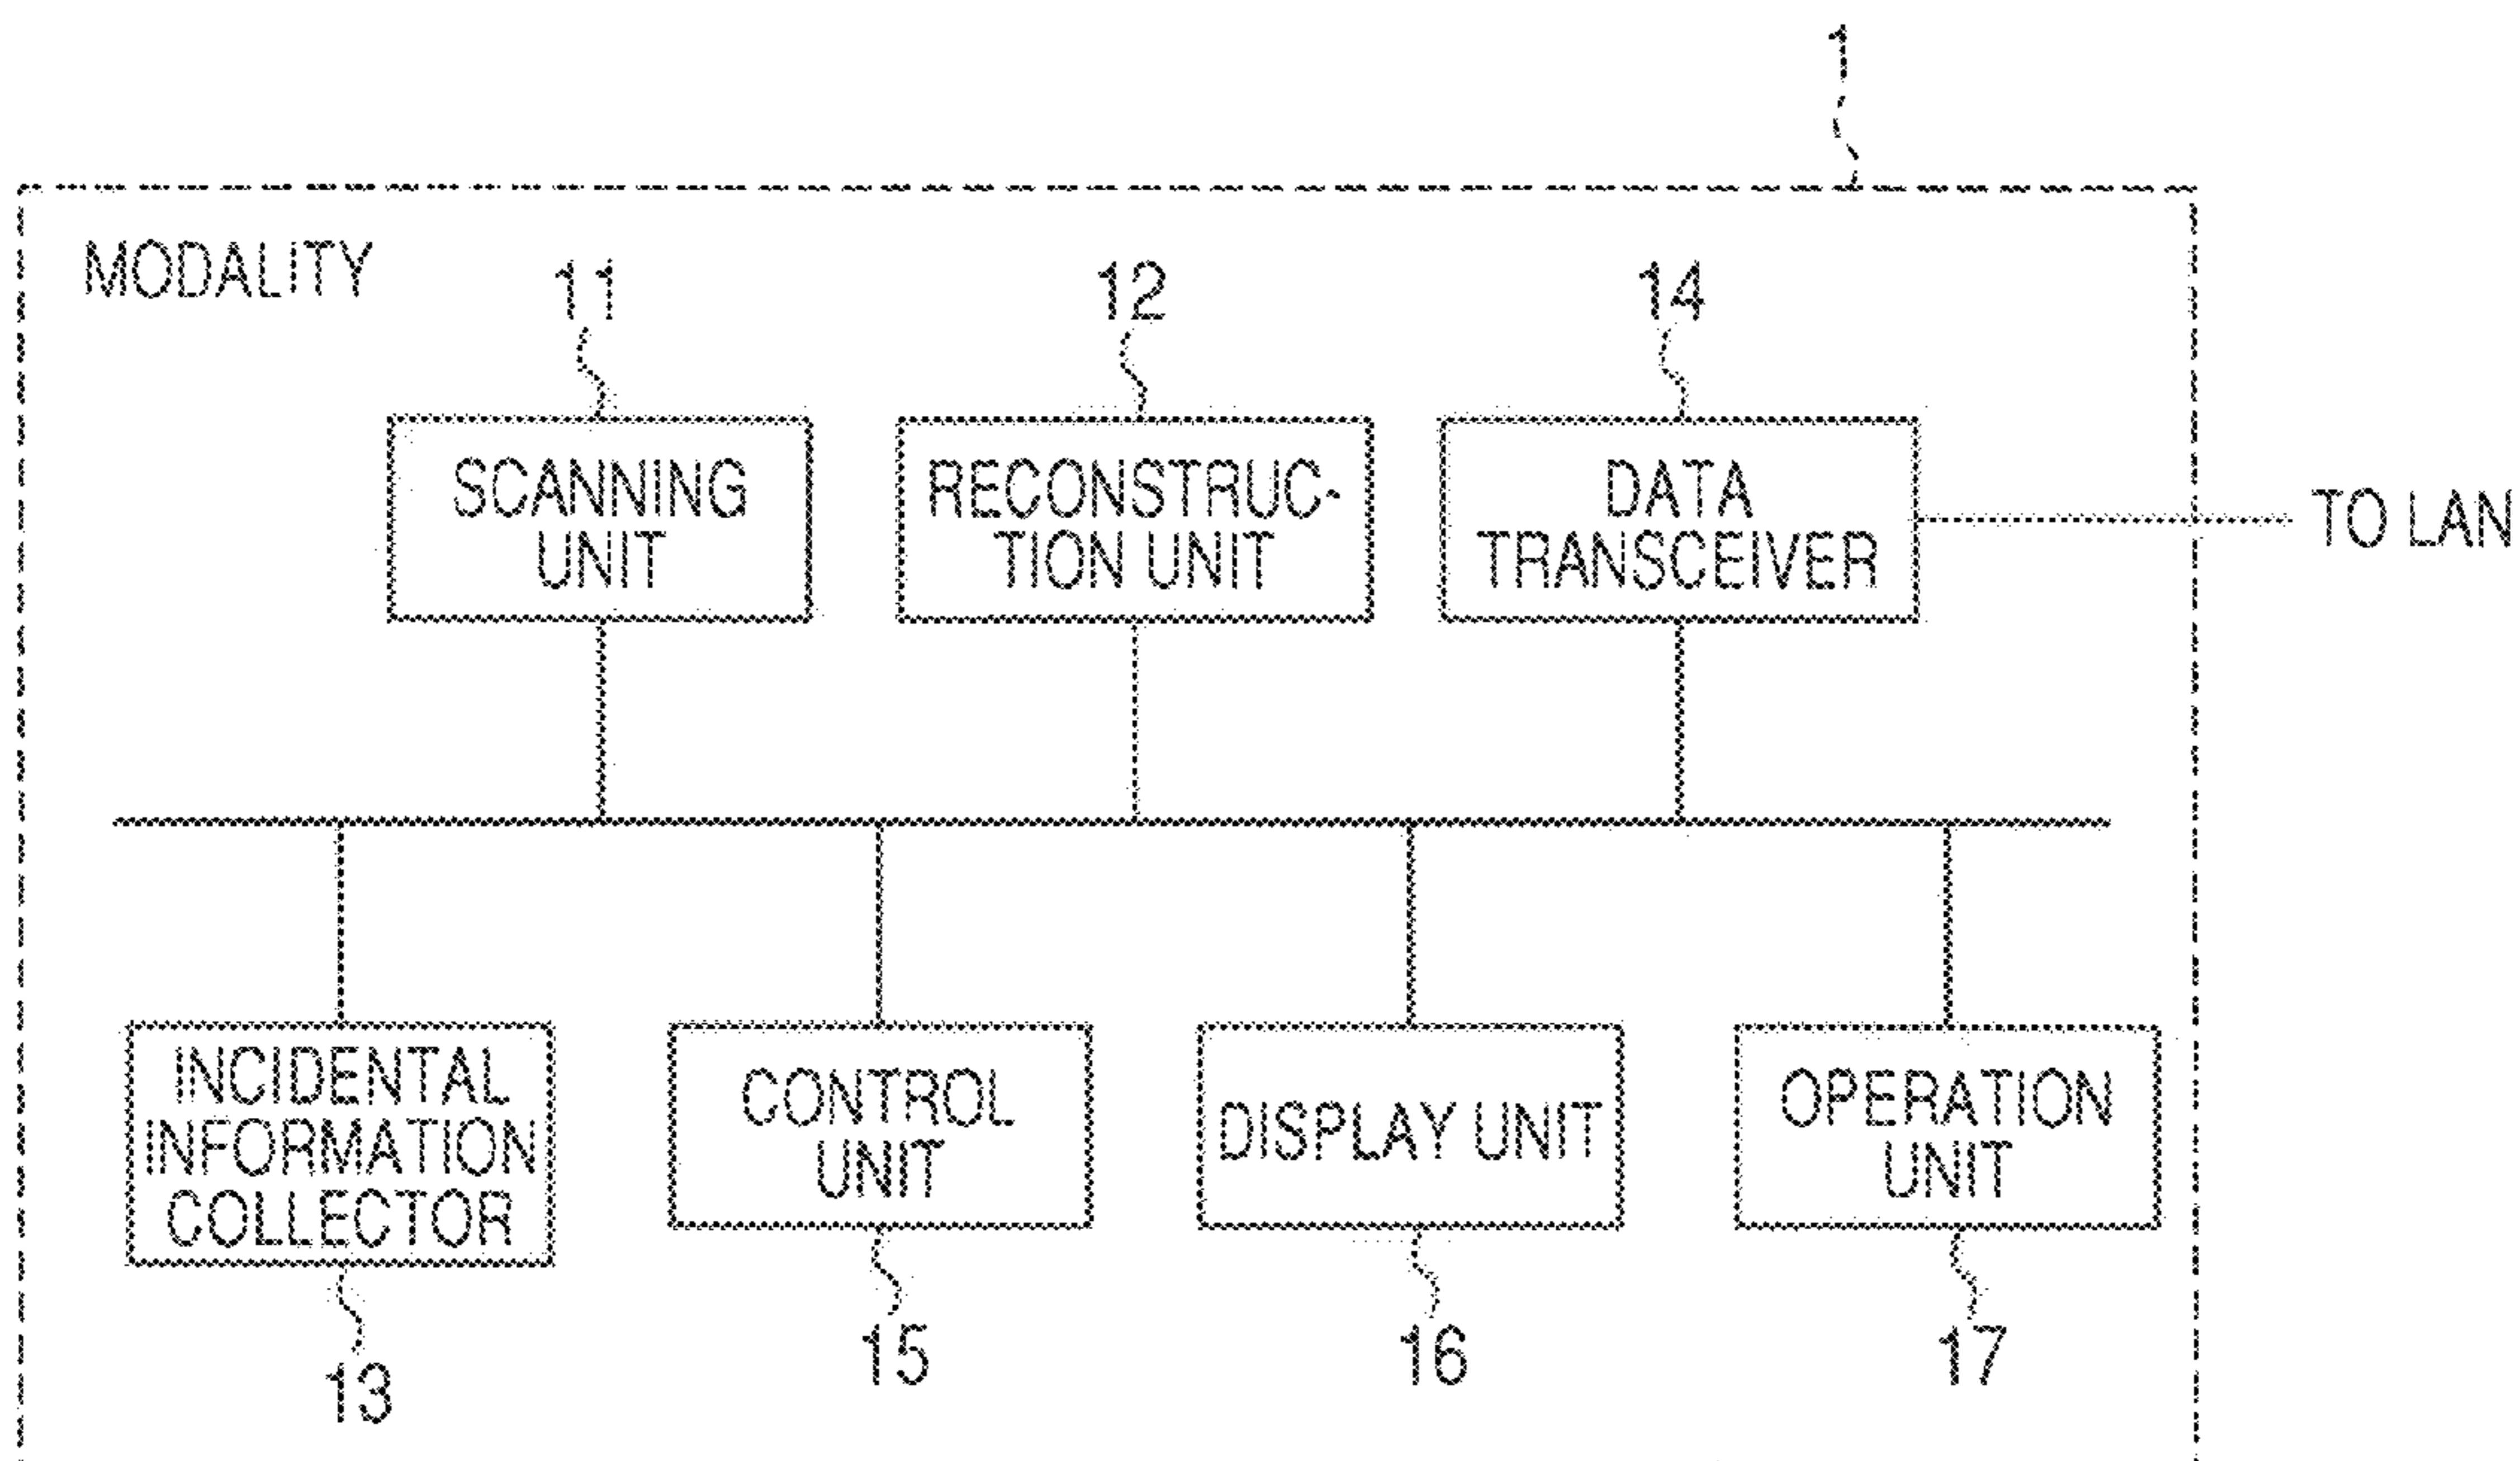 1
MODALITY
11
12
14
SCANNING
UNIT
RECONSTRUC-
TION UNIT
DATA
TRANSCEIVER
TO LAN
INCIDENTAL
INFORMATION
COLLECTOR
CONTROL
UNIT
DISPLAY UNIT
OPERATION
UNIT
13
15
16
17